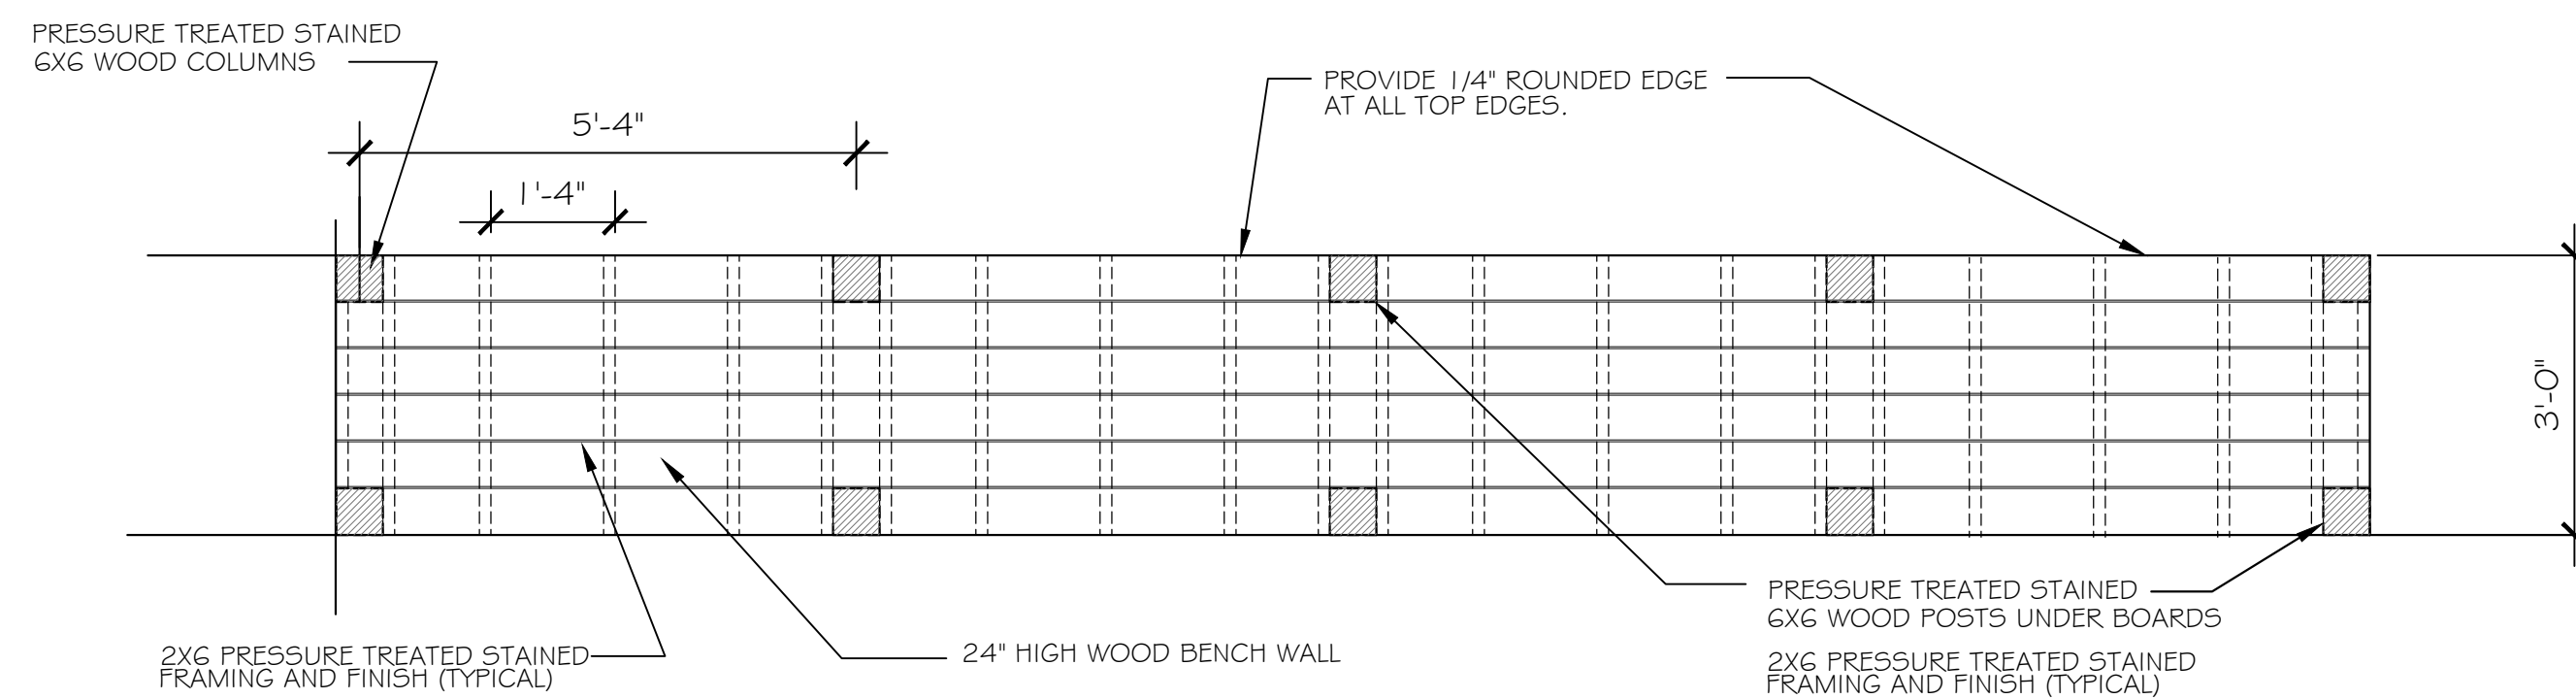 PRESSURE TREATED STAINED
6X6 WOOD COLUMNS
5'-4"
1'-4"
PROVIDE 1/4" ROUNDED EDGE
AT ALL TOP EDGES.
3'-0"
2X6 PRESSURE TREATED STAINED
FRAMING AND FINISH (TYPICAL)
24" HIGH WOOD BENCH WALL
PRESSURE TREATED STAINED
6X6 WOOD POSTS UNDER BOARDS
2X6 PRESSURE TREATED STAINED
FRAMING AND FINISH (TYPICAL)